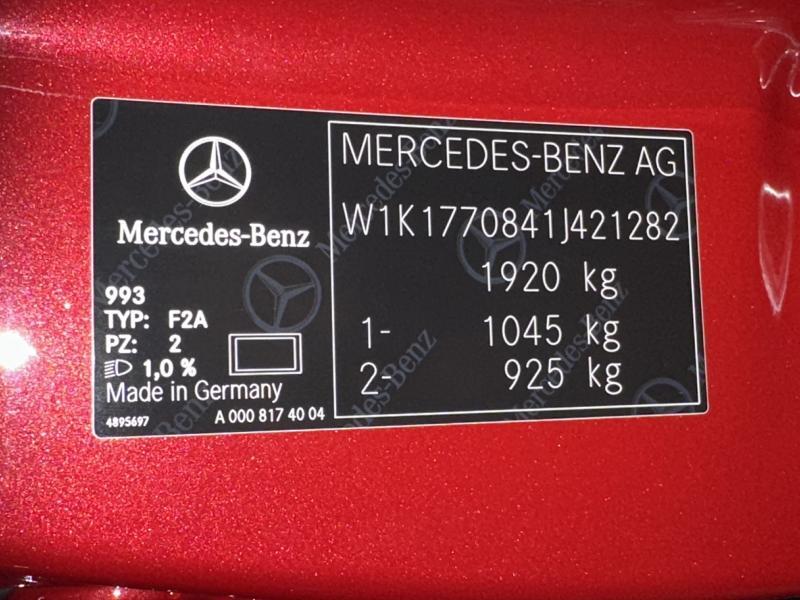 Mercedes-Benz
993
TYP: F2A
PZ: 2
1,0 %
Made in Germany
4895697 A 000 817 40 04
MERCEDES-BENZ AG
W1K1770841J421282
1920 kg
1- 1045 kg
2- 925 kg